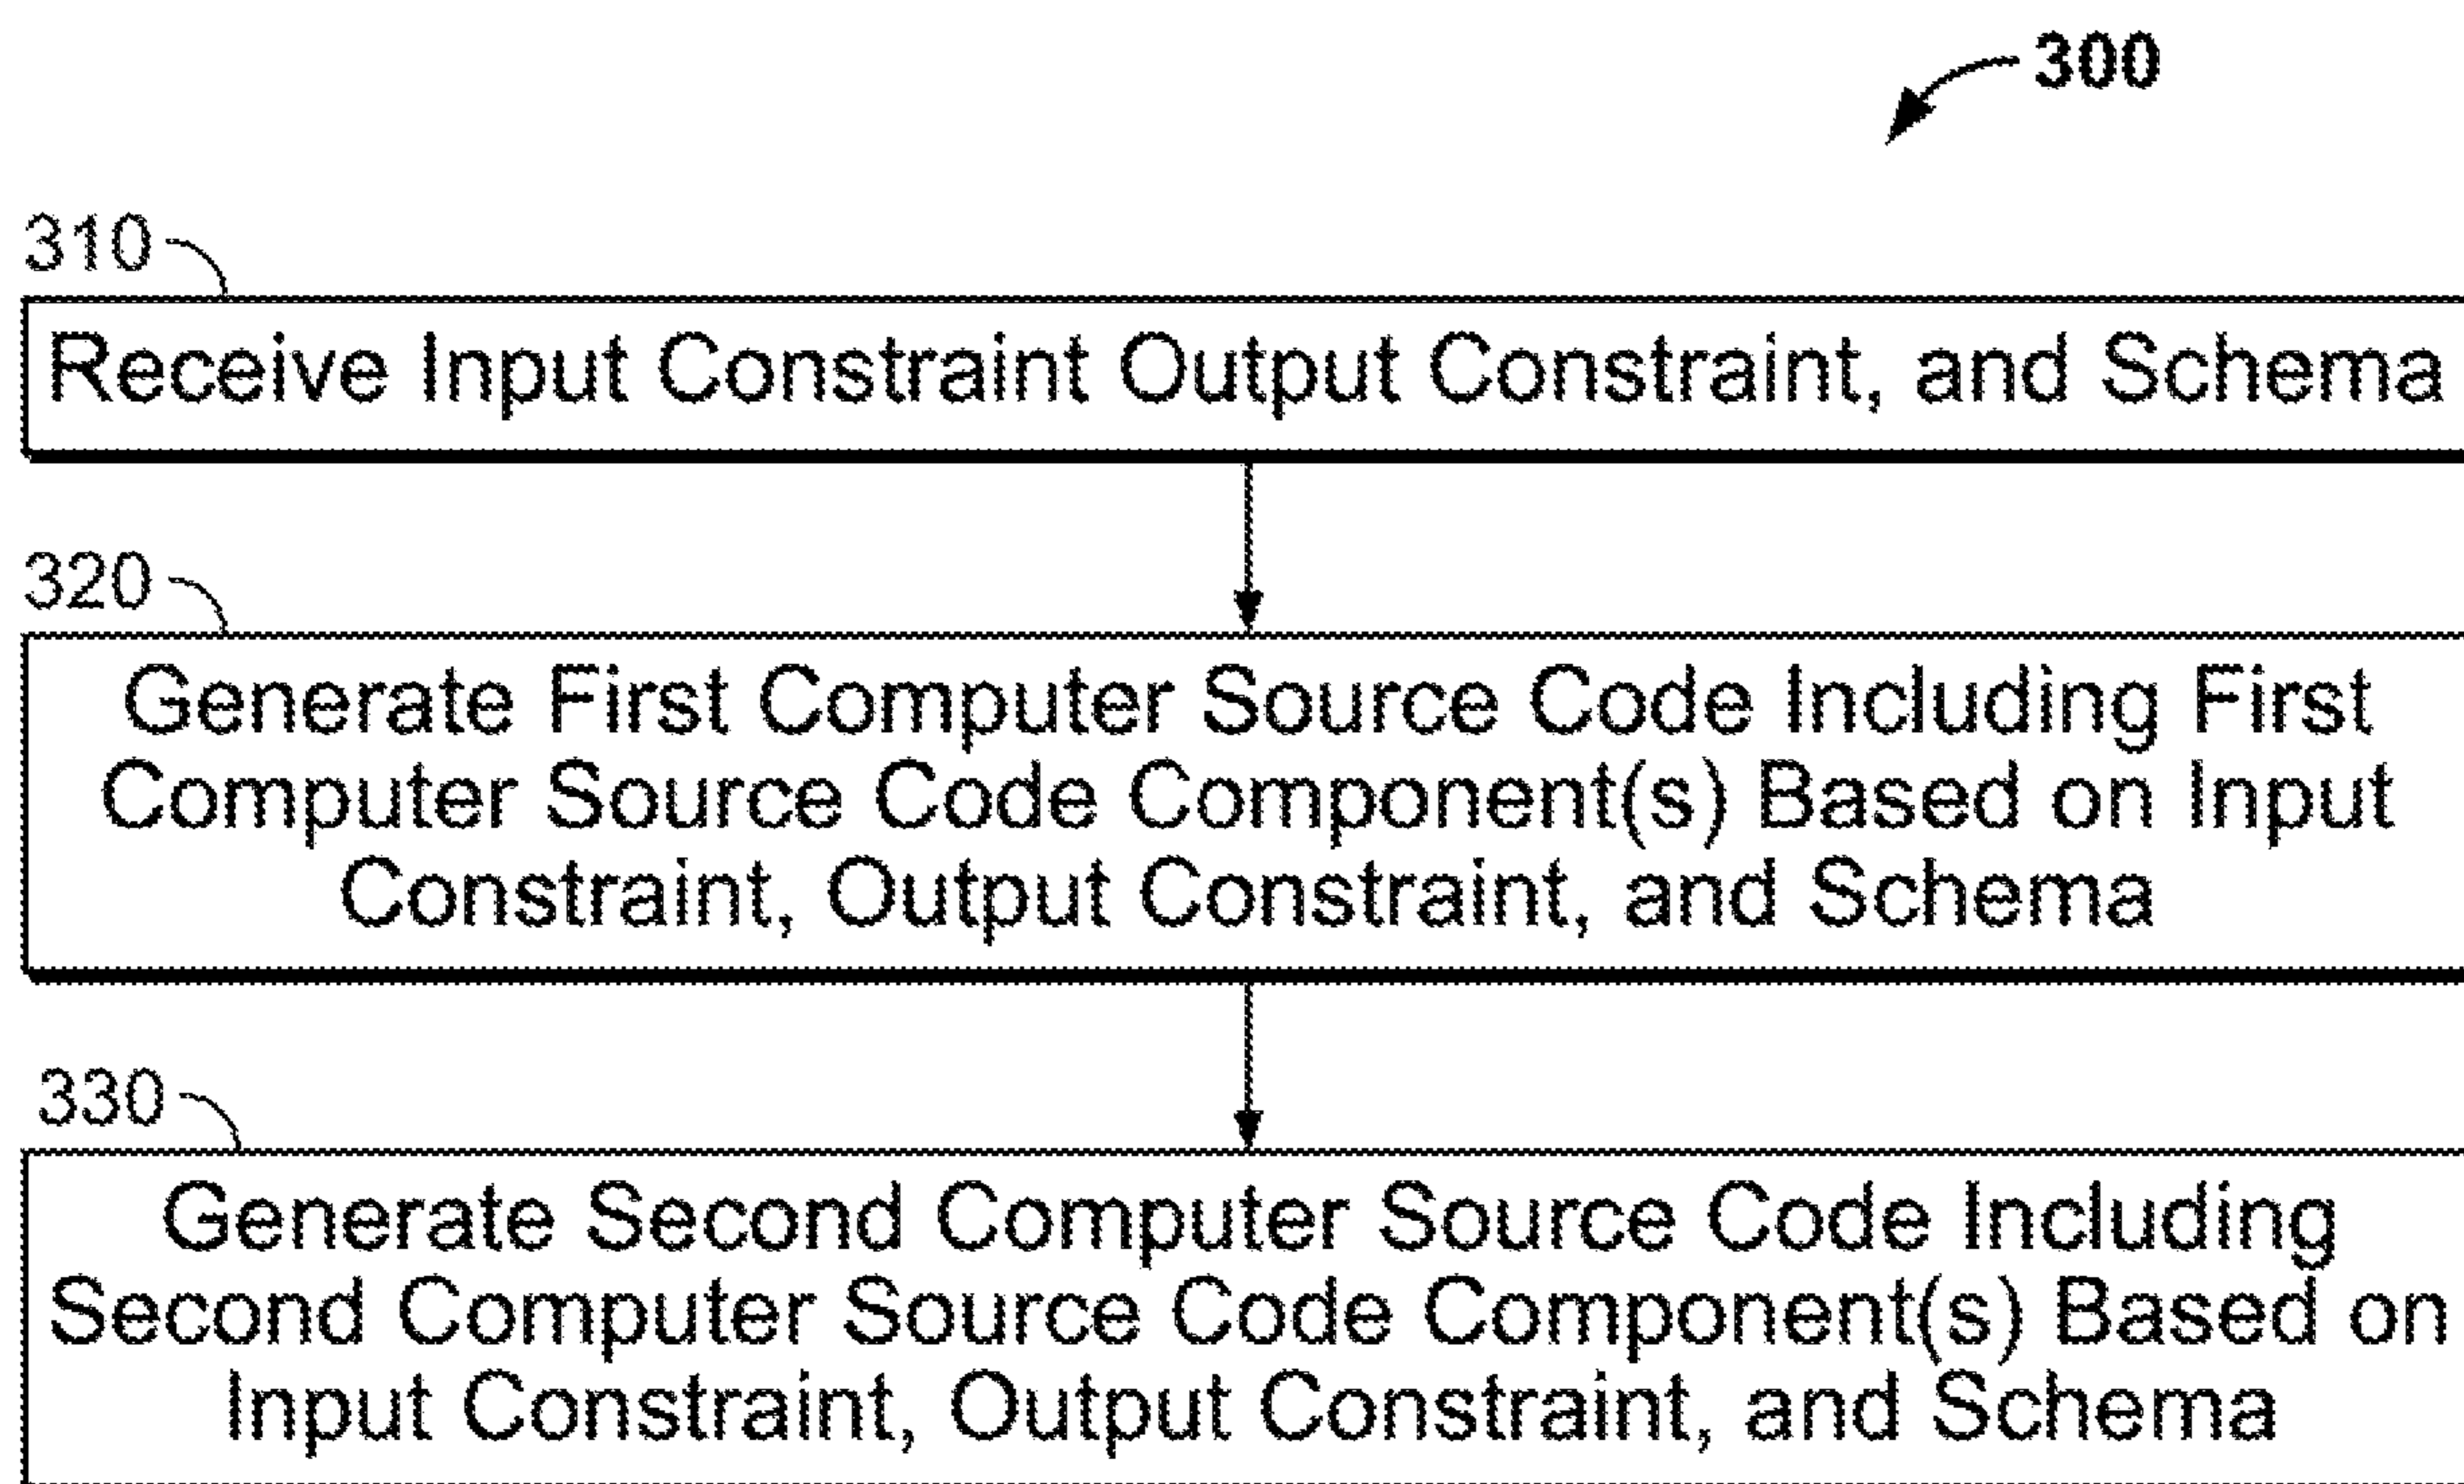 300
310
Receive Input Constraint Output Constraint, and Schema
320
Generate First Computer Source Code Including First
Computer Source Code Component(s) Based on Input
Constraint, Output Constraint, and Schema
330
Generate Second Computer Source Code Including
Second Computer Source Code Component(s) Based on
Input Constraint, Output Constraint, and Schema